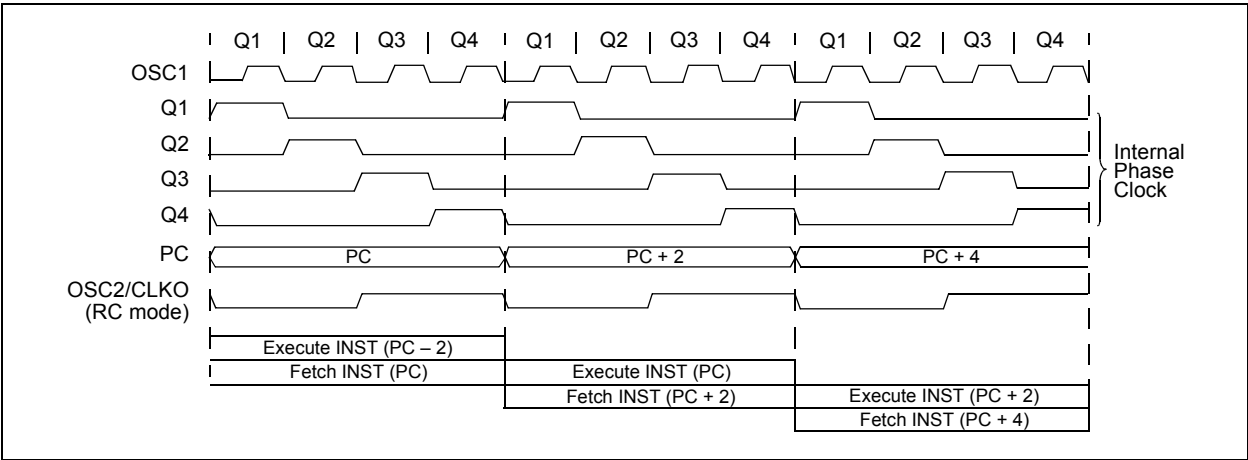 Q1 Q2 Q3 Q4 Q1 Q2 Q3 Q4 Q1 Q2 Q3 Q4
OSC1
Q1
Q2
Q3
Q4
Internal
Phase
Clock
PC PC PC + 2 PC + 4
OSC2/CLKO
(RC mode)
Execute INST (PC – 2)
Fetch INST (PC) Execute INST (PC)
Fetch INST (PC + 2) Execute INST (PC + 2)
Fetch INST (PC + 4)